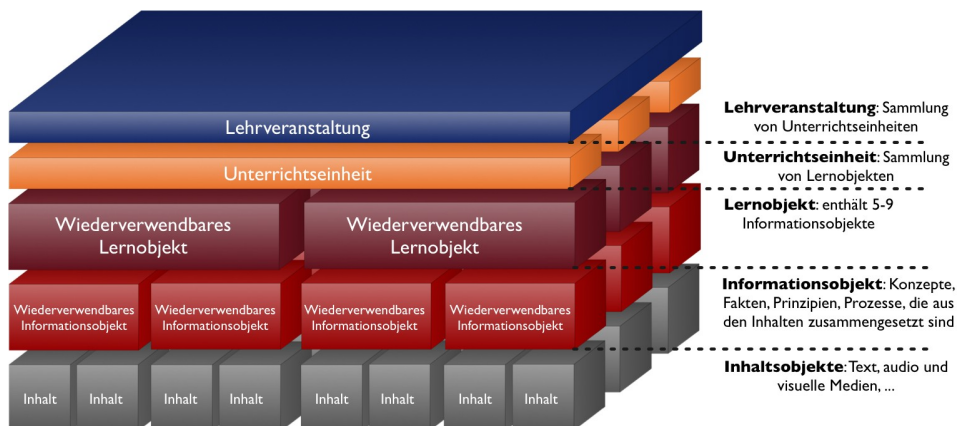 Lehrveranstaltung
Unterrichtseinheit
Wiederverwendbares
Lernobjekt
Wiederverwendbares
Lernobjekt
Wiederverwendbares
Informationsobjekt
Wiederverwendbares
Informationsobjekt
Wiederverwendbares
Informationsobjekt
Wiederverwendbares
Informationsobjekt
Inhalt
Inhalt
Inhalt
Inhalt
Inhalt
Inhalt
Inhalt
Inhalt
Lehrveranstaltung: Sammlung
von Unterrichtseinheiten
Unterrichtseinheit: Sammlung
von Lernobjekten
Lernobjekt: enthält 5-9
Informationsobjekte
Informationsobjekt: Konzepte,
Fakten, Prinzipien, Prozesse, die aus
den Inhalten zusammengesetzt sind
Inhaltsobjekte: Text, audio und
visuelle Medien, ...